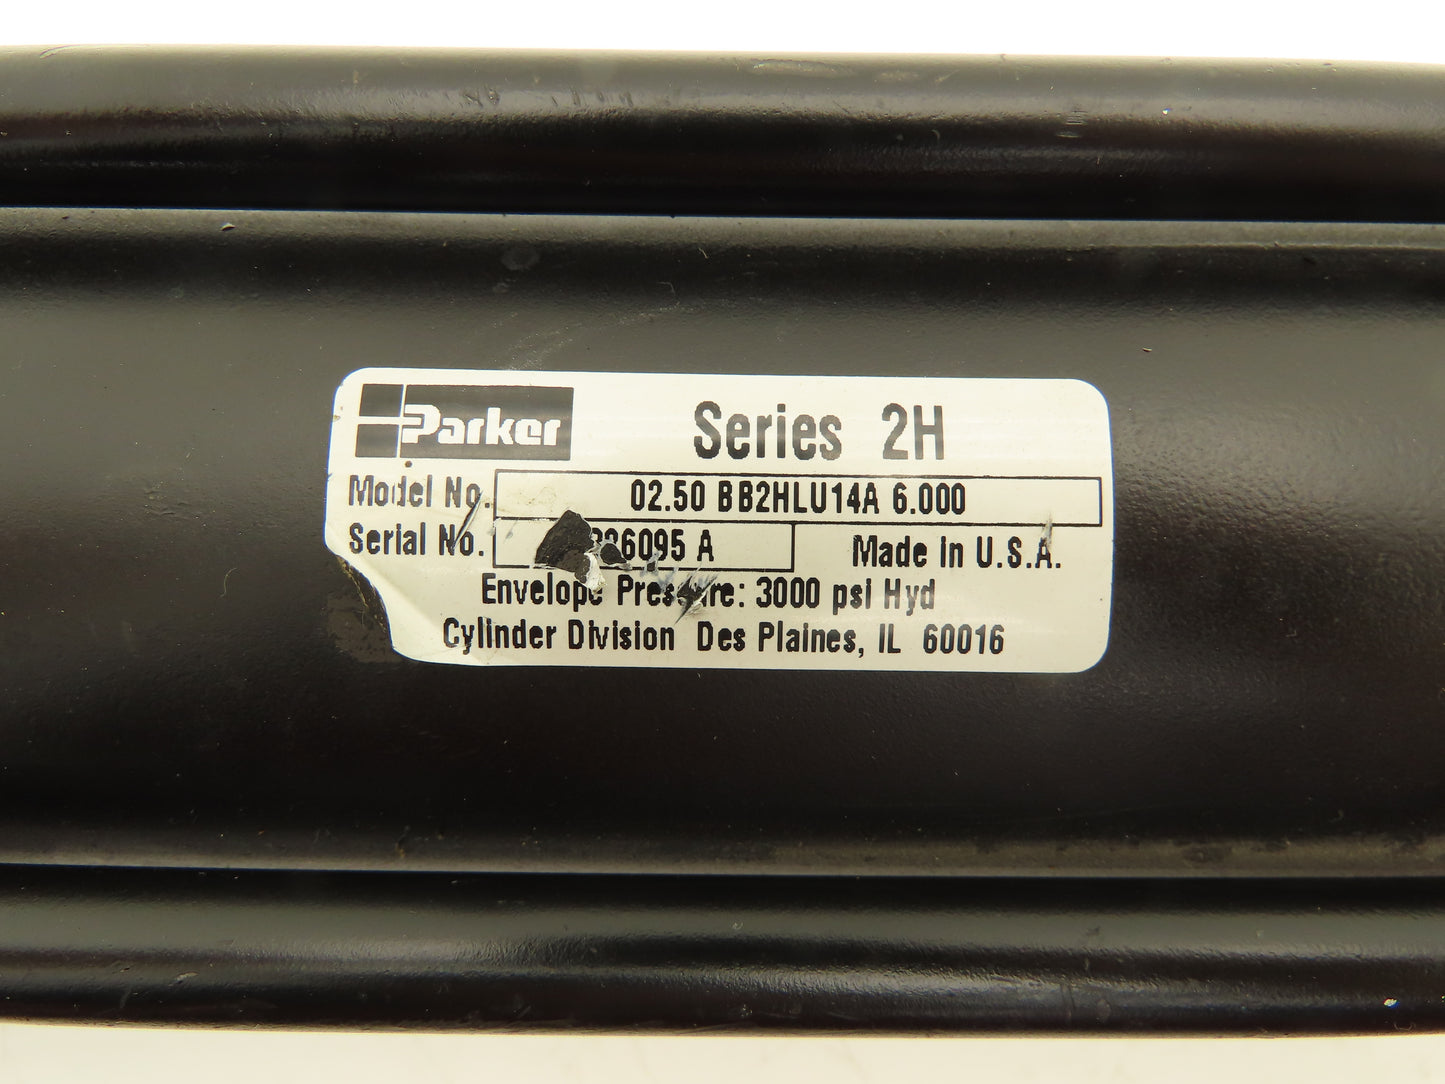 Parker
Series 2H
Model No. 02.50 BB2HLU14A 6.000
Serial No. A
Made in U.S.A.
Envelope Pressure: 3000 psi Hyd
Cylinder Division Des Plaines, IL 60016